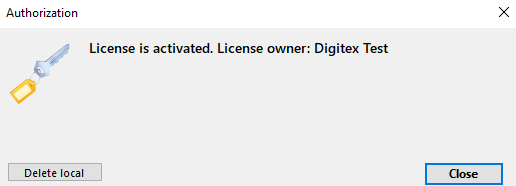 Authorization
License is activated. License owner: Digitex Test
Delete local
Close